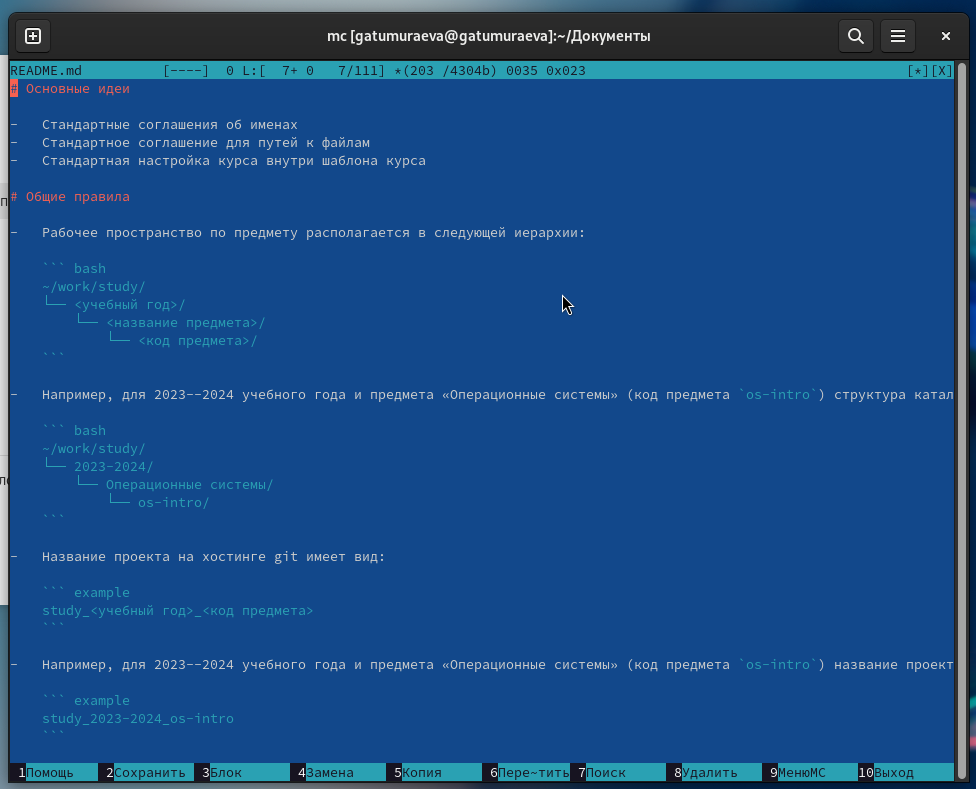 mc [gatumuraeva@gatumuraeva]:~/Документы
README.md          [----]  0 L:[  7+ 0   7/111] *(203 /4304b) 0035 0x023                                        [*][X]
# Основные идеи
-   Стандартные соглашения об именах
-   Стандартное соглашение для путей к файлам
-   Стандартная настройка курса внутри шаблона курса
# Общие правила
-   Рабочее пространство по предмету располагается в следующей иерархии:
    ``` bash
    ~/work/study/
    └── <учебный год>/
        └── <название предмета>/
            └── <код предмета>/
    ```
-   Например, для 2023--2024 учебного года и предмета «Операционные системы» (код предмета `os-intro`) структура катал
    ``` bash
    ~/work/study/
    └── 2023-2024/
        └── Операционные системы/
            └── os-intro/
    ```
-   Название проекта на хостинге git имеет вид:
    ``` example
    study_<учебный год>_<код предмета>
    ```
-   Например, для 2023--2024 учебного года и предмета «Операционные системы» (код предмета `os-intro`) название проект
    ``` example
    study_2023-2024_os-intro
    ```
1Помощь 2Сохранить 3Блок 4Замена 5Копия 6Пере~тить 7Поиск 8Удалить 9МенюMC 10Выход